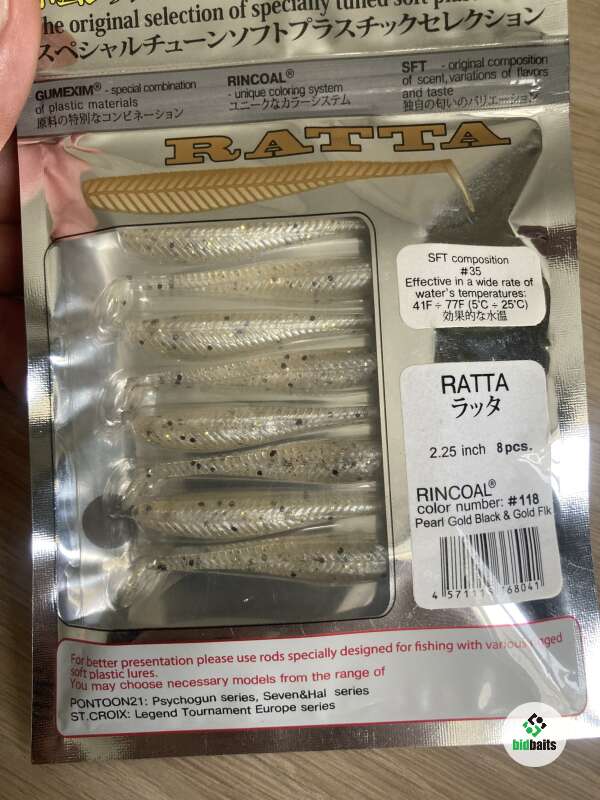 The original selection of specially tuned soft plas
スペシャルチューンソフトプラスチックセレクション
GUMEXIM® - special combination
of plastic materials
原料の特別なコンビネーション
RINCOAL®
- unique coloring system
ユニークなカラーシステム
SFT - original composition
of scent, variations of flavors
and taste
独自の匂いのバリエーション
RATTA
SFT composition
#35
Effective in a wide rate of
water's temperatures:
41F ÷ 77F (5°C ÷ 25°C)
効果的な水温
RATTA
ラッタ
2.25 inch 8 pcs.
RINCOAL®
color number: #118
Pearl Gold Black & Gold Flk
For better presentation please use rods specially designed for fishing with various rigged
soft plastic lures.
You may choose necessary models from the range of
PONTOON21: Psychogun series, Seven&Hal series
ST.CROIX: Legend Tournament Europe series
bidbaits